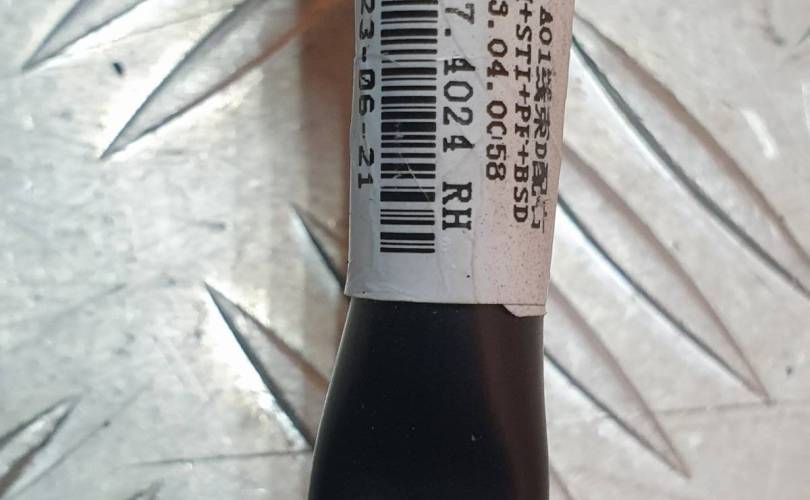 A01线束D配
+STI+PF+BSD
3.04.0C58
7.4024 RH
23-06-21